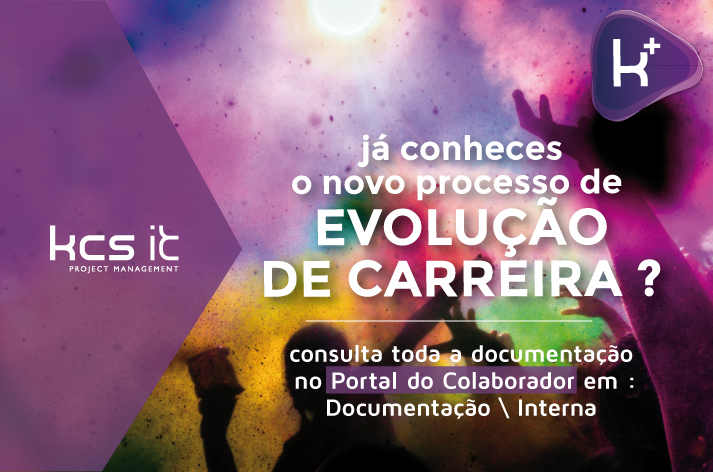 k+
já conheces
o novo processo de
EVOLUÇÃO
DE CARREIRA ?
kcs it
PROJECT MANAGEMENT
consulta toda a documentação
no Portal do Colaborador em :
Documentação \ Interna